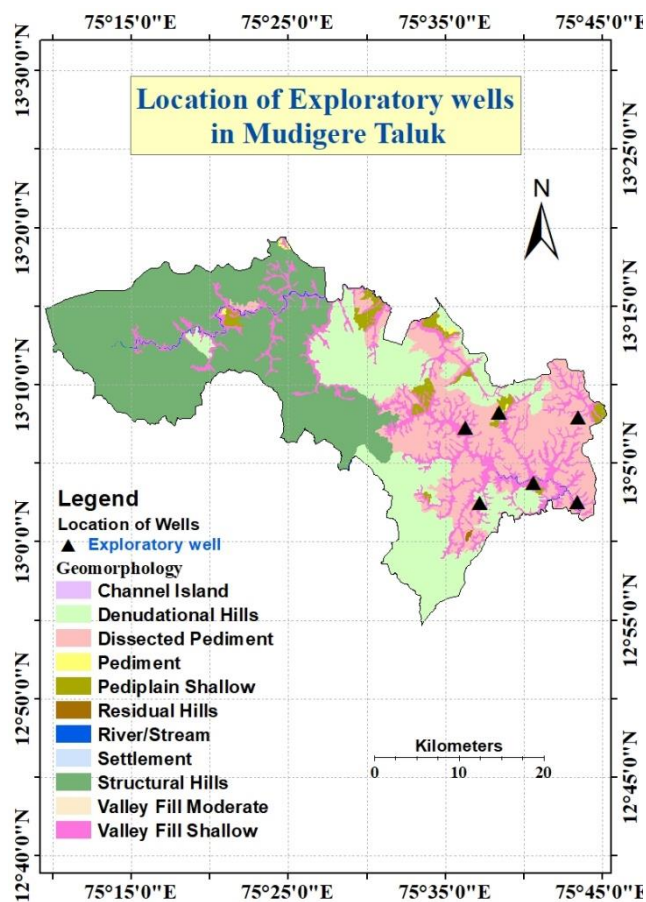 75°15'0"E 75°25'0"E 75°35'0"E 75°45'0"E
13°30'0"N
13°20'0"N
13°10'0"N
13°0'0"N
12°50'0"N
12°40'0"N
Location of Exploratory wells
in Mudigere Taluk
N
13°25'0"N
13°15'0"N
13°5'0"N
12°55'0"N
12°45'0"N
Legend
Location of Wells
Exploratory well
Geomorphology
Channel Island
Denudational Hills
Dissected Pediment
Pediment
Pediplain Shallow
Residual Hills
River/Stream
Settlement
Structural Hills
Valley Fill Moderate
Valley Fill Shallow
Kilometers
0 10 20
75°15'0"E 75°25'0"E 75°35'0"E 75°45'0"E